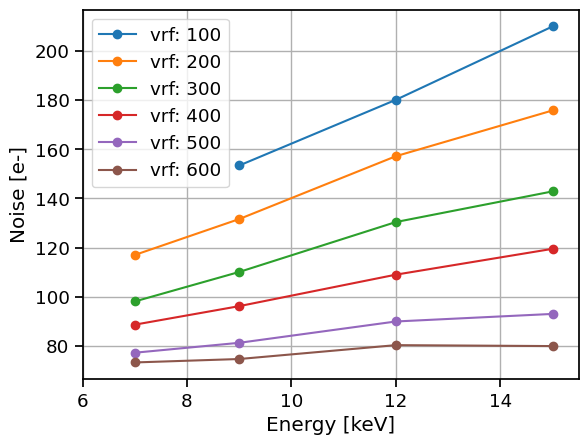 vrf: 100
vrf: 200
vrf: 300
vrf: 400
vrf: 500
vrf: 600
Noise [e-]
200
180
160
140
120
100
80
6 8 10 12 14
Energy [keV]